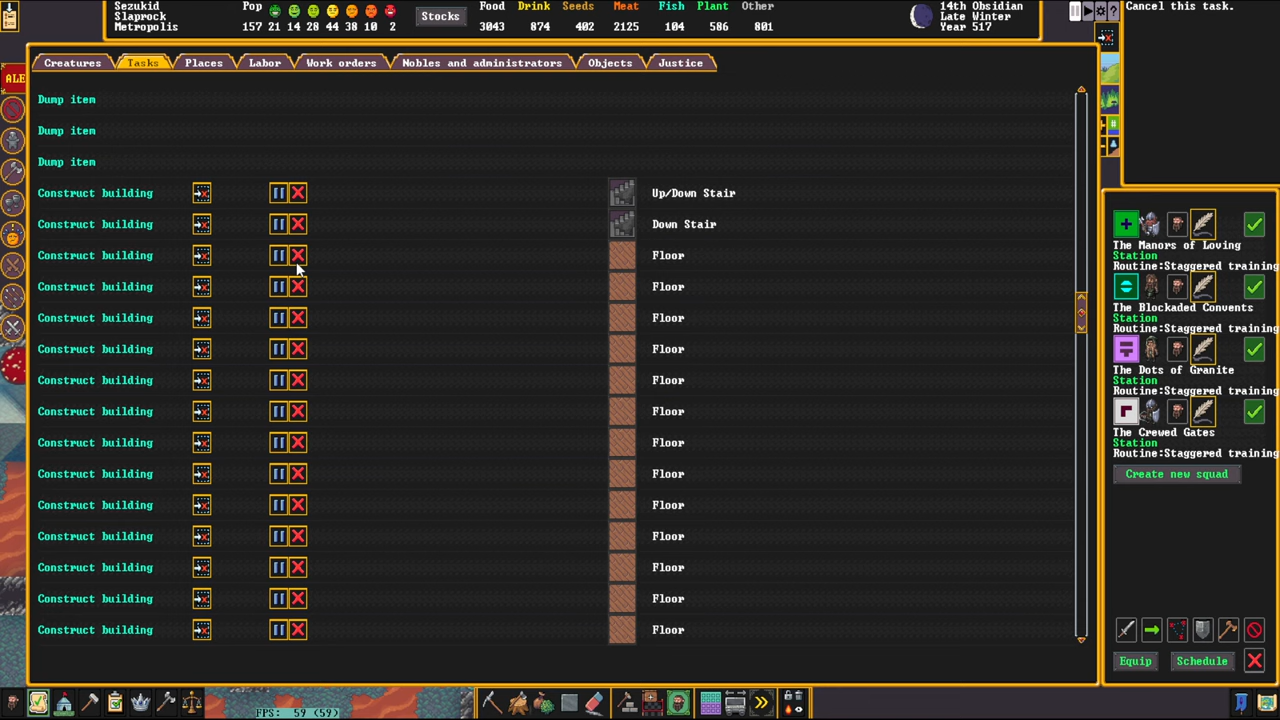 Sezukid
Slaprock
Metropolis
Pop
157 21 14 28 44 38 10 2
Stocks
Food Drink Seeds Meat Fish Plant Other
3043 874 402 2125 104 586 801
14th Obsidian
Late Winter
Year 517
Cancel this task.
ALE
Creatures Tasks Places Labor Work orders Nobles and administrators Objects Justice
Dump item
Dump item
Dump item
Construct building Up/Down Stair
Construct building Down Stair
Construct building Floor
Construct building Floor
Construct building Floor
Construct building Floor
Construct building Floor
Construct building Floor
Construct building Floor
Construct building Floor
Construct building Floor
Construct building Floor
Construct building Floor
Construct building Floor
Construct building Floor
The Manors of Loving
Station
Routine:Staggered training
The Blockaded Convents
Station
Routine:Staggered training
The Dots of Granite
Station
Routine:Staggered training
The Crewed Gates
Station
Routine:Staggered training
Create new squad
Equip Schedule
FPS: 59 (59)